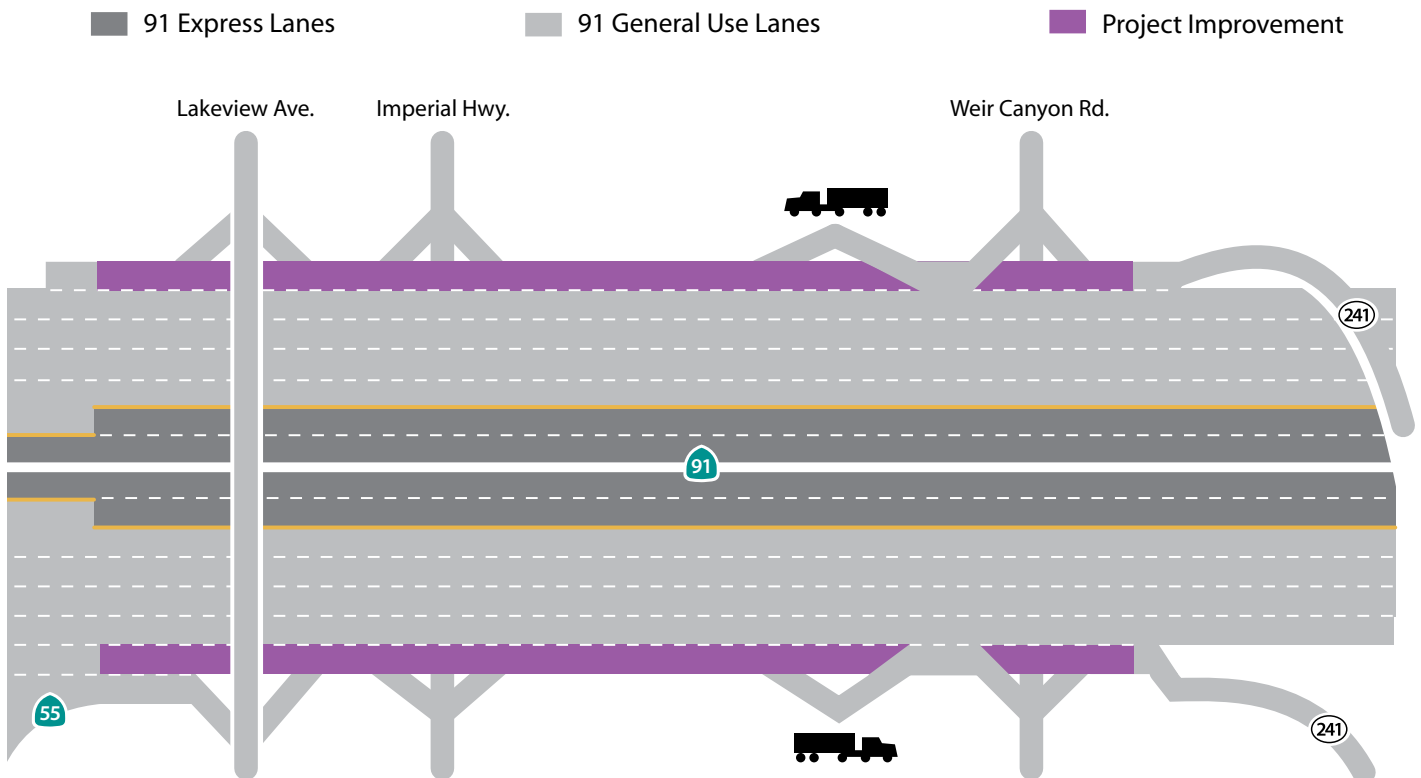 91 Express Lanes
91 General Use Lanes
Project Improvement
Lakeview Ave.
Imperial Hwy.
Weir Canyon Rd.
241
91
55
241